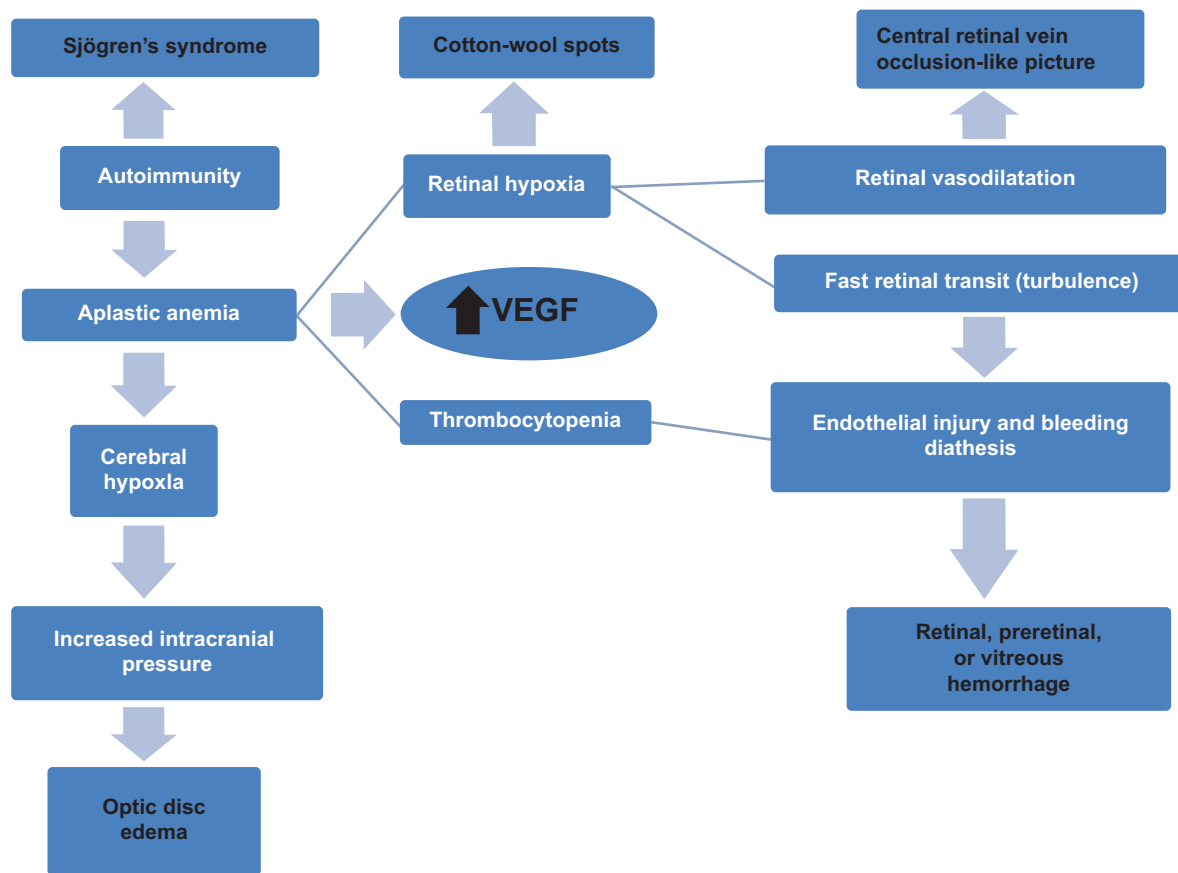 Sjögren's syndrome
Cotton-wool spots
Central retinal vein
occlusion-like picture
Autoimmunity
Retinal hypoxia
Retinal vasodilatation
Aplastic anemia
VEGF
Fast retinal transit (turbulence)
Thrombocytopenia
Endothelial injury and bleeding
diathesis
Cerebral
hypoxla
Increased intracranial
pressure
Retinal, preretinal,
or vitreous
hemorrhage
Optic disc
edema